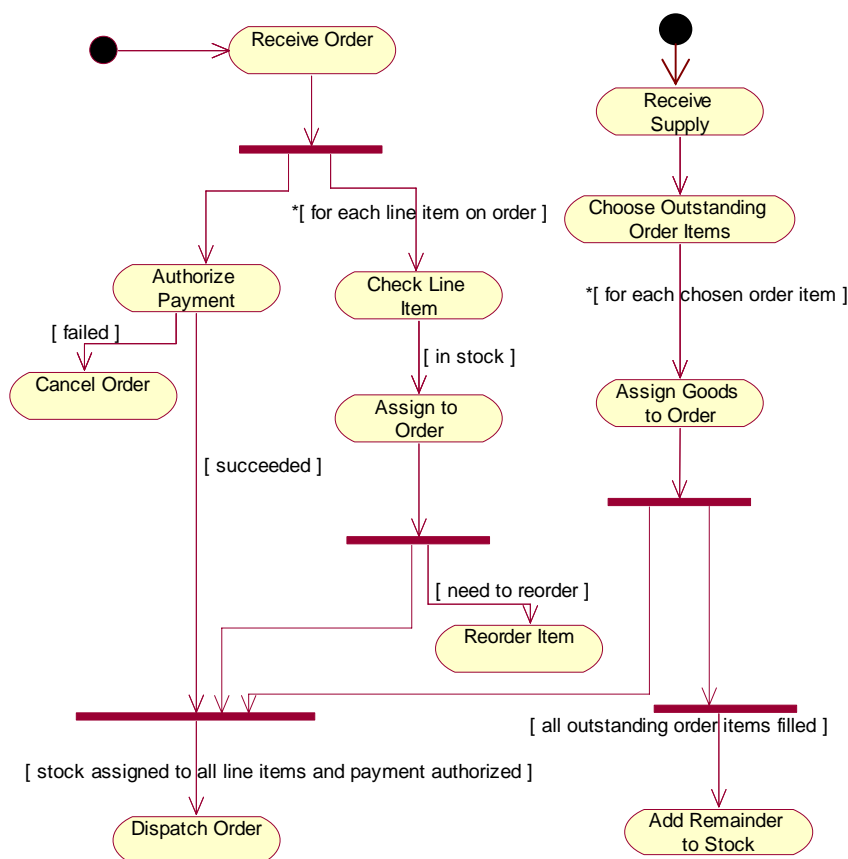 Receive Order
Receive
Supply
*[ for each line item on order ]
Choose Outstanding
Order Items
Authorize
Payment
Check Line
Item
*[ for each chosen order item ]
[ failed ]
[ in stock ]
Cancel Order
Assign to
Order
Assign Goods
to Order
[ succeeded ]
[ need to reorder ]
Reorder Item
[ all outstanding order items filled ]
[ stock assigned to all line items and payment authorized ]
Dispatch Order
Add Remainder
to Stock